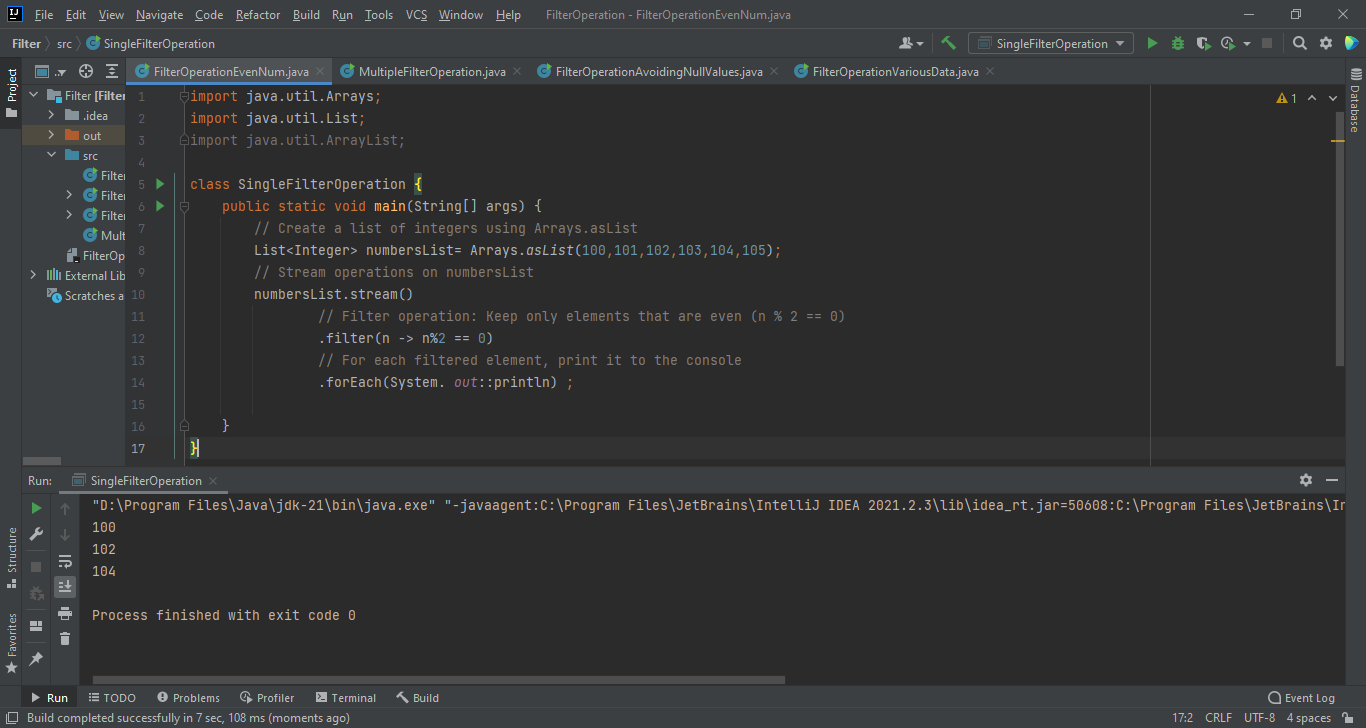 File Edit View Navigate Code Refactor Build Run Tools VCS Window Help FilterOperation - FilterOperationEvenNum.java
Filter src SingleFilterOperation SingleFilterOperation
Project
.. FilterOperationEvenNum.java MultipleFilterOperation.java FilterOperationAvoidingNullValues.java FilterOperationVariousData.java
Database
Filter [Filter
.idea
out
src
Filter
Filter
Filter
Mult
FilterOp
External Lib
Scratches a
1
1 import java.util.Arrays;
2 import java.util.List;
3 import java.util.ArrayList;
4
5 class SingleFilterOperation {
6 public static void main(String[] args) {
7 // Create a list of integers using Arrays.asList
8 List<Integer> numbersList= Arrays.asList(100,101,102,103,104,105);
9 // Stream operations on numbersList
10 numbersList.stream()
11 // Filter operation: Keep only elements that are even (n % 2 == 0)
12 .filter(n -> n%2 == 0)
13 // For each filtered element, print it to the console
14 .forEach(System. out::println) ;
15
16 }
17 }
Run: SingleFilterOperation
"D:\Program Files\Java\jdk-21\bin\java.exe" "-javaagent:C:\Program Files\JetBrains\IntelliJ IDEA 2021.2.3\lib\idea_rt.jar=50608:C:\Program Files\JetBrains\In
100
102
104
Process finished with exit code 0
Structure
Favorites
Run TODO Problems Profiler Terminal Build Event Log
Build completed successfully in 7 sec, 108 ms (moments ago) 17:2 CRLF UTF-8 4 spaces